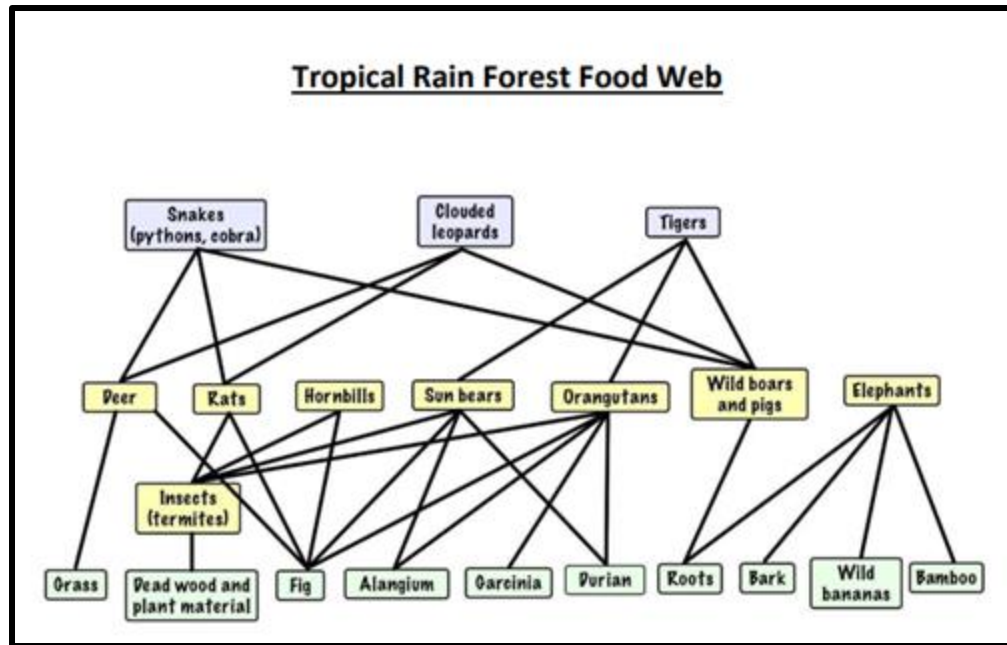 Tropical Rain Forest Food Web
Snakes
(pythons, cobra)
Clouded
leopards
Tigers
Deer
Rats
Hornbills
Sun bears
Orangutans
Wild boars
and pigs
Elephants
Insects
(termites)
Grass
Dead wood and
plant material
Fig
Alangium
Garcinia
Durian
Roots
Bark
Wild
bananas
Bamboo